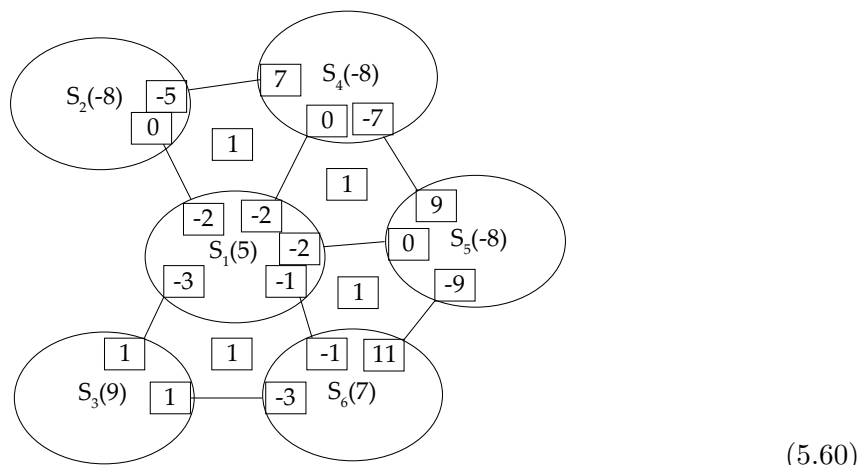 S₂(-8) -5 7 S₄(-8)
0 1 0 -7
1
-2 -2 9
S₁(5) -2 0 S₅(-8)
-3 -1 1 -9
1 1 -1 11
S₃(9) 1 -3 S₆(7)
(5.60)